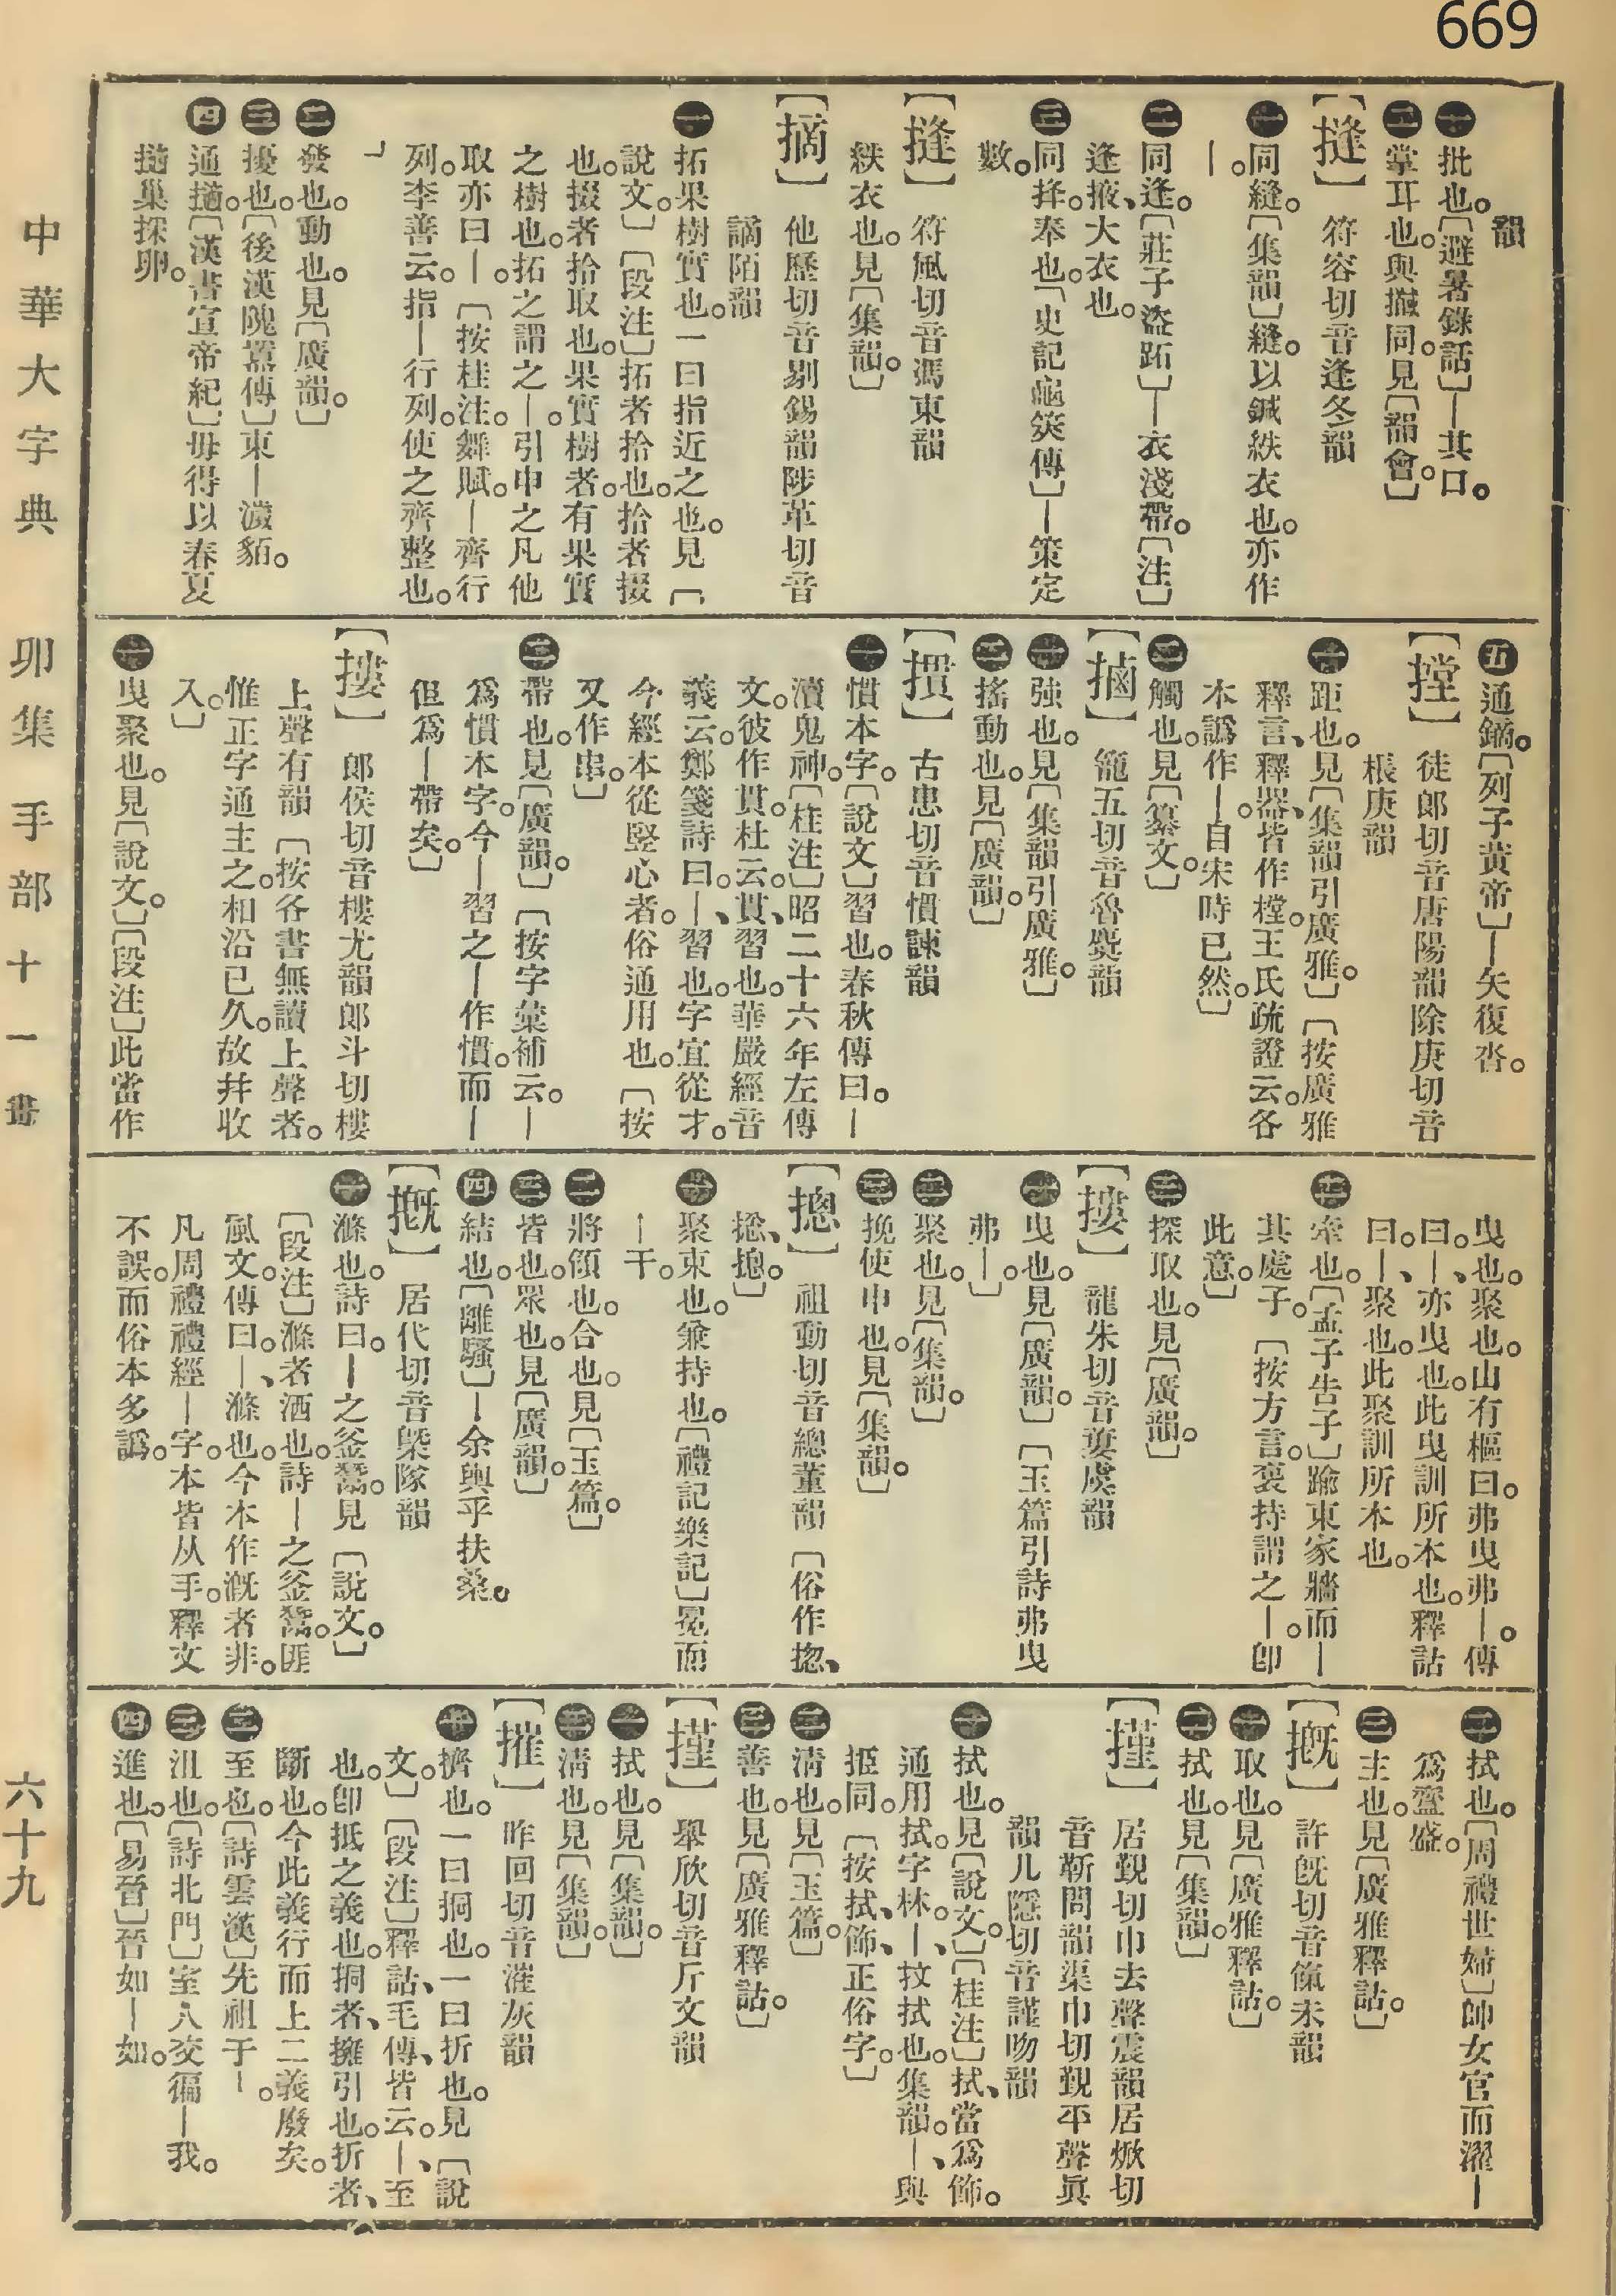 669
韻
一批也。〔避暑錄話〕—其口。
二掌耳也。與摑同。見〔韻會。〕
〔摓〕　符容切音逢冬韻
一同縫。〔集韻〕縫。以鍼紩衣也。亦作
—。
二同逢。〔莊子盜跖〕—衣淺帶。〔注〕
逢掖、大衣也。
三同捀。奉也。〔史記龜筴傳〕—策定
數。
〔摓〕　符風切音馮東韻
紩衣也。見〔集韻。〕
〔摘〕　他歷切音剔錫韻陟革切音
謫陌韻
一拓果樹實也。一曰指近之也。見〔
說文。〕〔段注〕拓者拾也。拾者掇
也。掇者拾取也。果實樹者。有果實
之樹也。拓之謂之—。引申之凡他
取亦曰—。〔按桂注。舞賦。—齊行
列。李善云。指—行列。使之齊整也。
」
二發也。動也。見〔廣韻。〕
三擾也。〔後漢隗囂傳〕東—濊貊。
四通擿。〔漢書宣帝紀〕毋得以春夏
擿巢探卵。
五通鏑。〔列子黃帝〕—矢復沓。
〔摚〕　徒郎切音唐陽韻除庚切音
棖庚韻
一距也。見〔集韻引廣雅。〕〔按廣雅
釋言、釋器、皆作樘。王氏疏證云。各
本譌作—。自宋時已然。〕
二觸也。見〔纂文。〕
〔摝〕　籠五切音魯麌韻
一強也。見〔集韻引廣雅。〕
二搖動也。見〔廣韻。〕
〔摜〕　古患切音慣諫韻
一慣本字。〔說文〕習也。春秋傳曰。—
瀆鬼神。〔桂注〕昭二十六年左傳
文。彼作貫。杜云。貫、習也。華嚴經音
義云。鄭箋詩曰。—、習也。字宜從才。
今經本從豎心者。俗通用也。〔按
又作串。〕
二帶也。見〔廣韻。〕〔按字彙補云。—
爲慣本字。今—習之—作慣。而—
但爲—帶矣。〕
〔摟〕　郎侯切音樓尤韻郎斗切樓
上聲有韻　〔按各書無讀上聲者。
惟正字通主之。相沿已久。故幷收
入。〕
一曳聚也。見〔說文。〕〔段注〕此當作
曳也。聚也。山有樞曰。弗曳弗—。傳
曰。—、亦曳也。此曳訓所本也。釋詁
曰。—、聚也。此聚訓所本也。
二牽也。〔孟子告子〕踰東家牆而—
其處子。〔按方言。裒持謂之—。卽
此意。〕
三探取也。見〔廣韻。〕
〔摟〕　龍朱切音蔞虞韻
一曳也。見〔廣韻。〕〔玉篇引詩弗曳
弗—。〕
二聚也。見〔集韻。〕
三挽使申也。見〔集韻。〕
〔摠〕　祖動切音總董韻　〔俗作揔、
捴、揔。〕
一聚束也。兼持也。〔禮記樂記〕冕而
—干。
二將領也。合也。見〔玉篇。〕
三皆也。眾也。見〔廣韻。〕
四結也。〔離騷〕—余轡乎扶桑。
〔摡〕　居代切音槩隊韻
一滌也。詩曰。—之釜鬵。見〔說文。〕
〔段注〕滌者洒也。詩—之釜鬵。匪
風文。傳曰。—、滌也。今本作漑者非。
凡周禮禮經—字。本皆从手。釋文
不誤。而俗本多譌。
二拭也。〔周禮世婦〕帥女官而濯—
爲齍盛。
三主也。見〔廣雅釋詁。〕
〔摡〕　許旣切音餼未韻
一取也。見〔廣雅釋詁。〕
二拭也。見〔集韻。〕
〔墐〕　居覲切巾去聲震韻居焮切
音靳問韻渠巾切覲平聲眞
韻几隱切音謹吻韻
一拭也。見〔說文。〕〔桂注〕拭、當爲飾。
通用拭。字林。—、抆拭也。集韻。—、與
挋同。〔按拭、飾、正俗字。〕
二淸也。見〔玉篇。〕
三善也。見〔廣雅釋詁。〕
〔墐〕　舉欣切音斤文韻
一拭也。見〔集韻。〕
二淸也。見〔集韻。〕
〔摧〕　昨回切音漼灰韻
一擠也。一曰挏也。一曰折也。見〔說
文。〕〔段注〕釋詁、毛傳、皆云。—、至
也。卽抵之義也。挏者、擁引也。折者、
斷也。今此義行而上二義廢矣。
二至也。〔詩雲漢〕先祖于—。
三沮也。〔詩北門〕室人交徧—我。
四進也。〔易晉〕晉如—如。
中華大字典　卯集　手部　十一畫
六十九